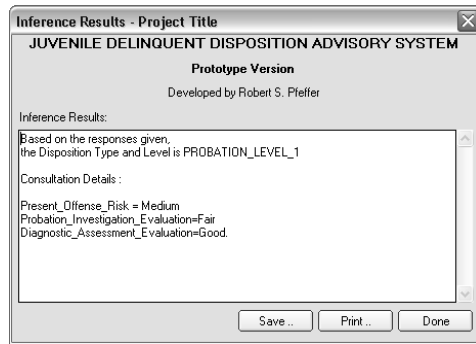 Inference Results - Project Title
JUVENILE DELINQUENT DISPOSITION ADVISORY SYSTEM
Prototype Version
Developed by Robert S. Pfeffer
Inference Results:
Based on the responses given,
the Disposition Type and Level is PROBATION_LEVEL_1
Consultation Details :
Present_Offense_Risk = Medium
Probation_Investigation_Evaluation=Fair
Diagnostic_Assessment_Evaluation=Good.
Save .. Print .. Done